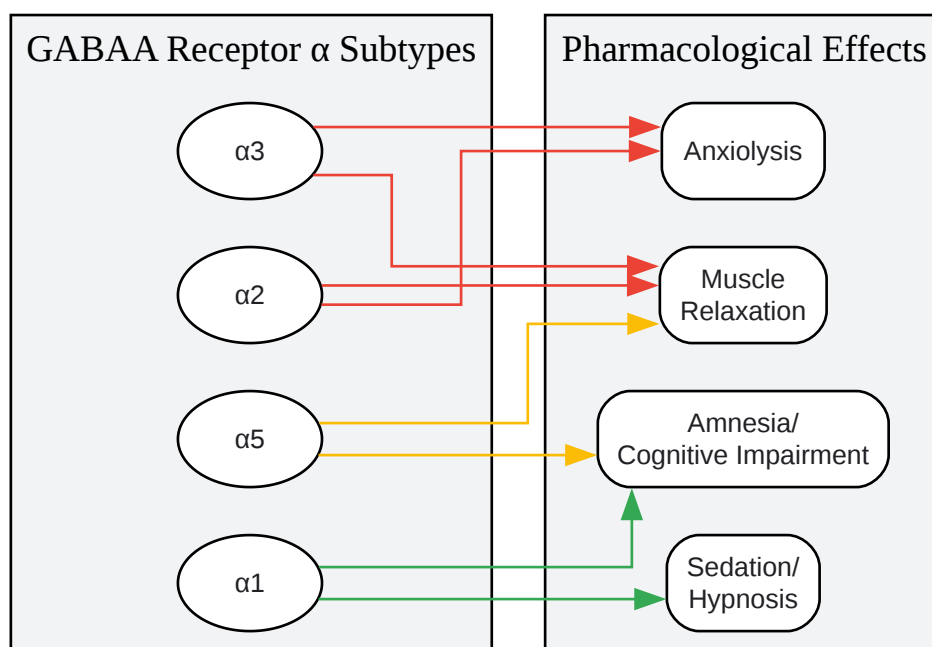 GABAA Receptor α Subtypes
α3
α2
α5
α1
Pharmacological Effects
Anxiolysis
Muscle
Relaxation
Amnesia/
Cognitive Impairment
Sedation/
Hypnosis